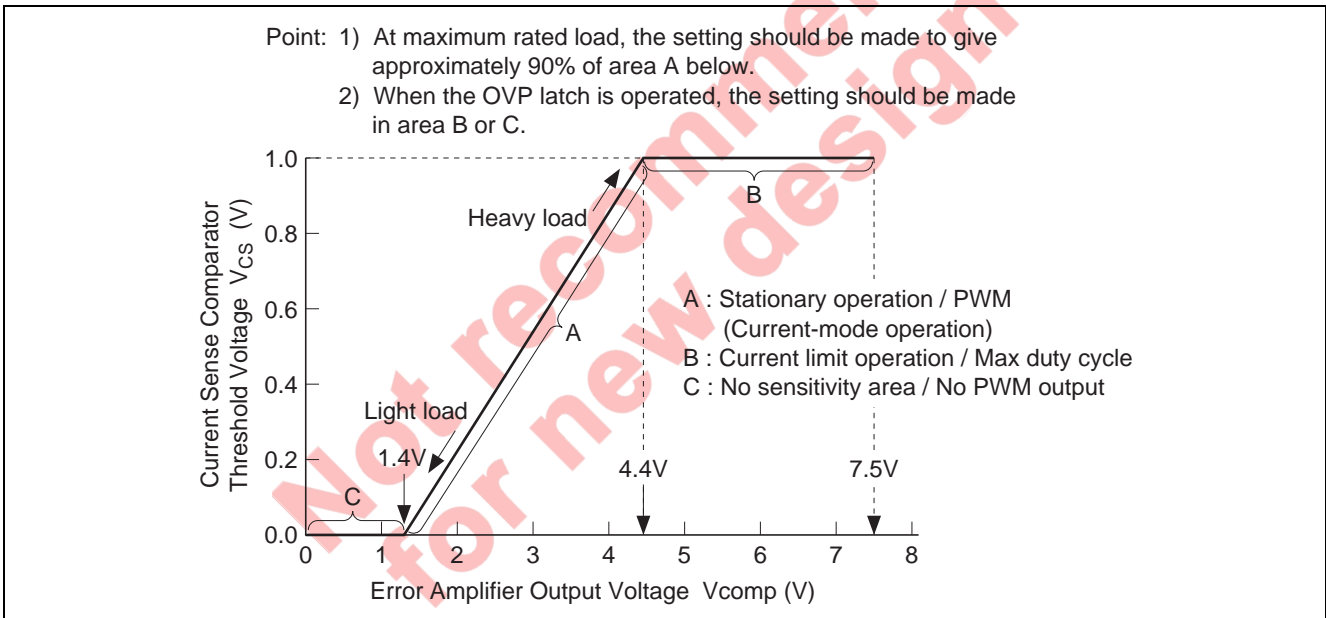 Point: 1) At maximum rated load, the setting should be made to give
approximately 90% of area A below.
2) When the OVP latch is operated, the setting should be made
in area B or C.
Current Sense Comparator
Threshold Voltage VCS (V)
1.0
0.8
0.6
0.4
0.2
0.0
Heavy load
Light load
1.4V
4.4V
7.5V
A
B
C
A : Stationary operation / PWM
(Current-mode operation)
B : Current limit operation / Max duty cycle
C : No sensitivity area / No PWM output
0 1 2 3 4 5 6 7 8
Error Amplifier Output Voltage Vcomp (V)
Not recomme
for new design